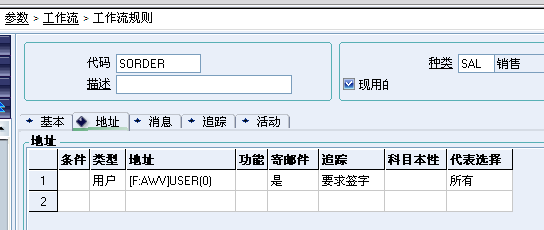 参数 > 工作流 > 工作流规则
代码 SORDER
种类 SAL 销售
描述
现用
基本 地址 消息 追踪 活动
地址
条件 类型 地址 功能 寄邮件 追踪 科目本性 代表选择
1 用户 [F:AWV]USER(0) 是 要求签字 所有
2